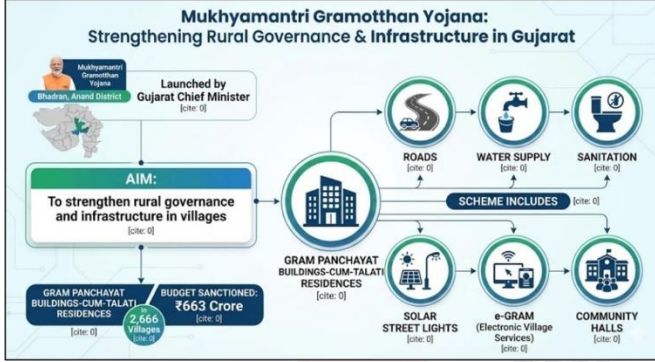 Mukhyamantri Gramotthan Yojana:
Strengthening Rural Governance & Infrastructure in Gujarat
Mukhyamantri
Gramotthan
Yojana
Bhadran, Anand District
Launched by
Gujarat Chief Minister
[cite: 0]
AIM:
To strengthen rural governance
and infrastructure in villages
[cite: 0]
GRAM PANCHAYAT
BUILDINGS-CUM-TALATI
RESIDENCES
[cite: 0]
In
2,666
Villages
[cite: 0]
BUDGET SANCTIONED:
₹663 Crore
[cite: 0]
GRAM PANCHAYAT
BUILDINGS-CUM-TALATI
RESIDENCES
[cite: 0]
ROADS
[cite: 0]
WATER SUPPLY
[cite: 0]
SANITATION
[cite: 0]
SCHEME INCLUDES
[cite: 0]
SOLAR
STREET LIGHTS
[cite: 0]
e-GRAM
(Electronic Village
Services)
[cite: 0]
COMMUNITY
HALLS
[cite: 0]